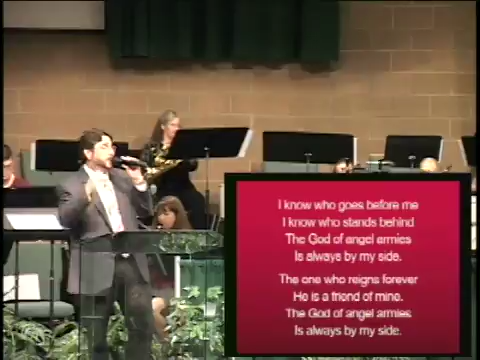 I know who goes before me
I know who stands behind
The God of angel armies
Is always by my side.
The one who reigns forever
He is a friend of mine.
The God of angel armies
Is always by my side.